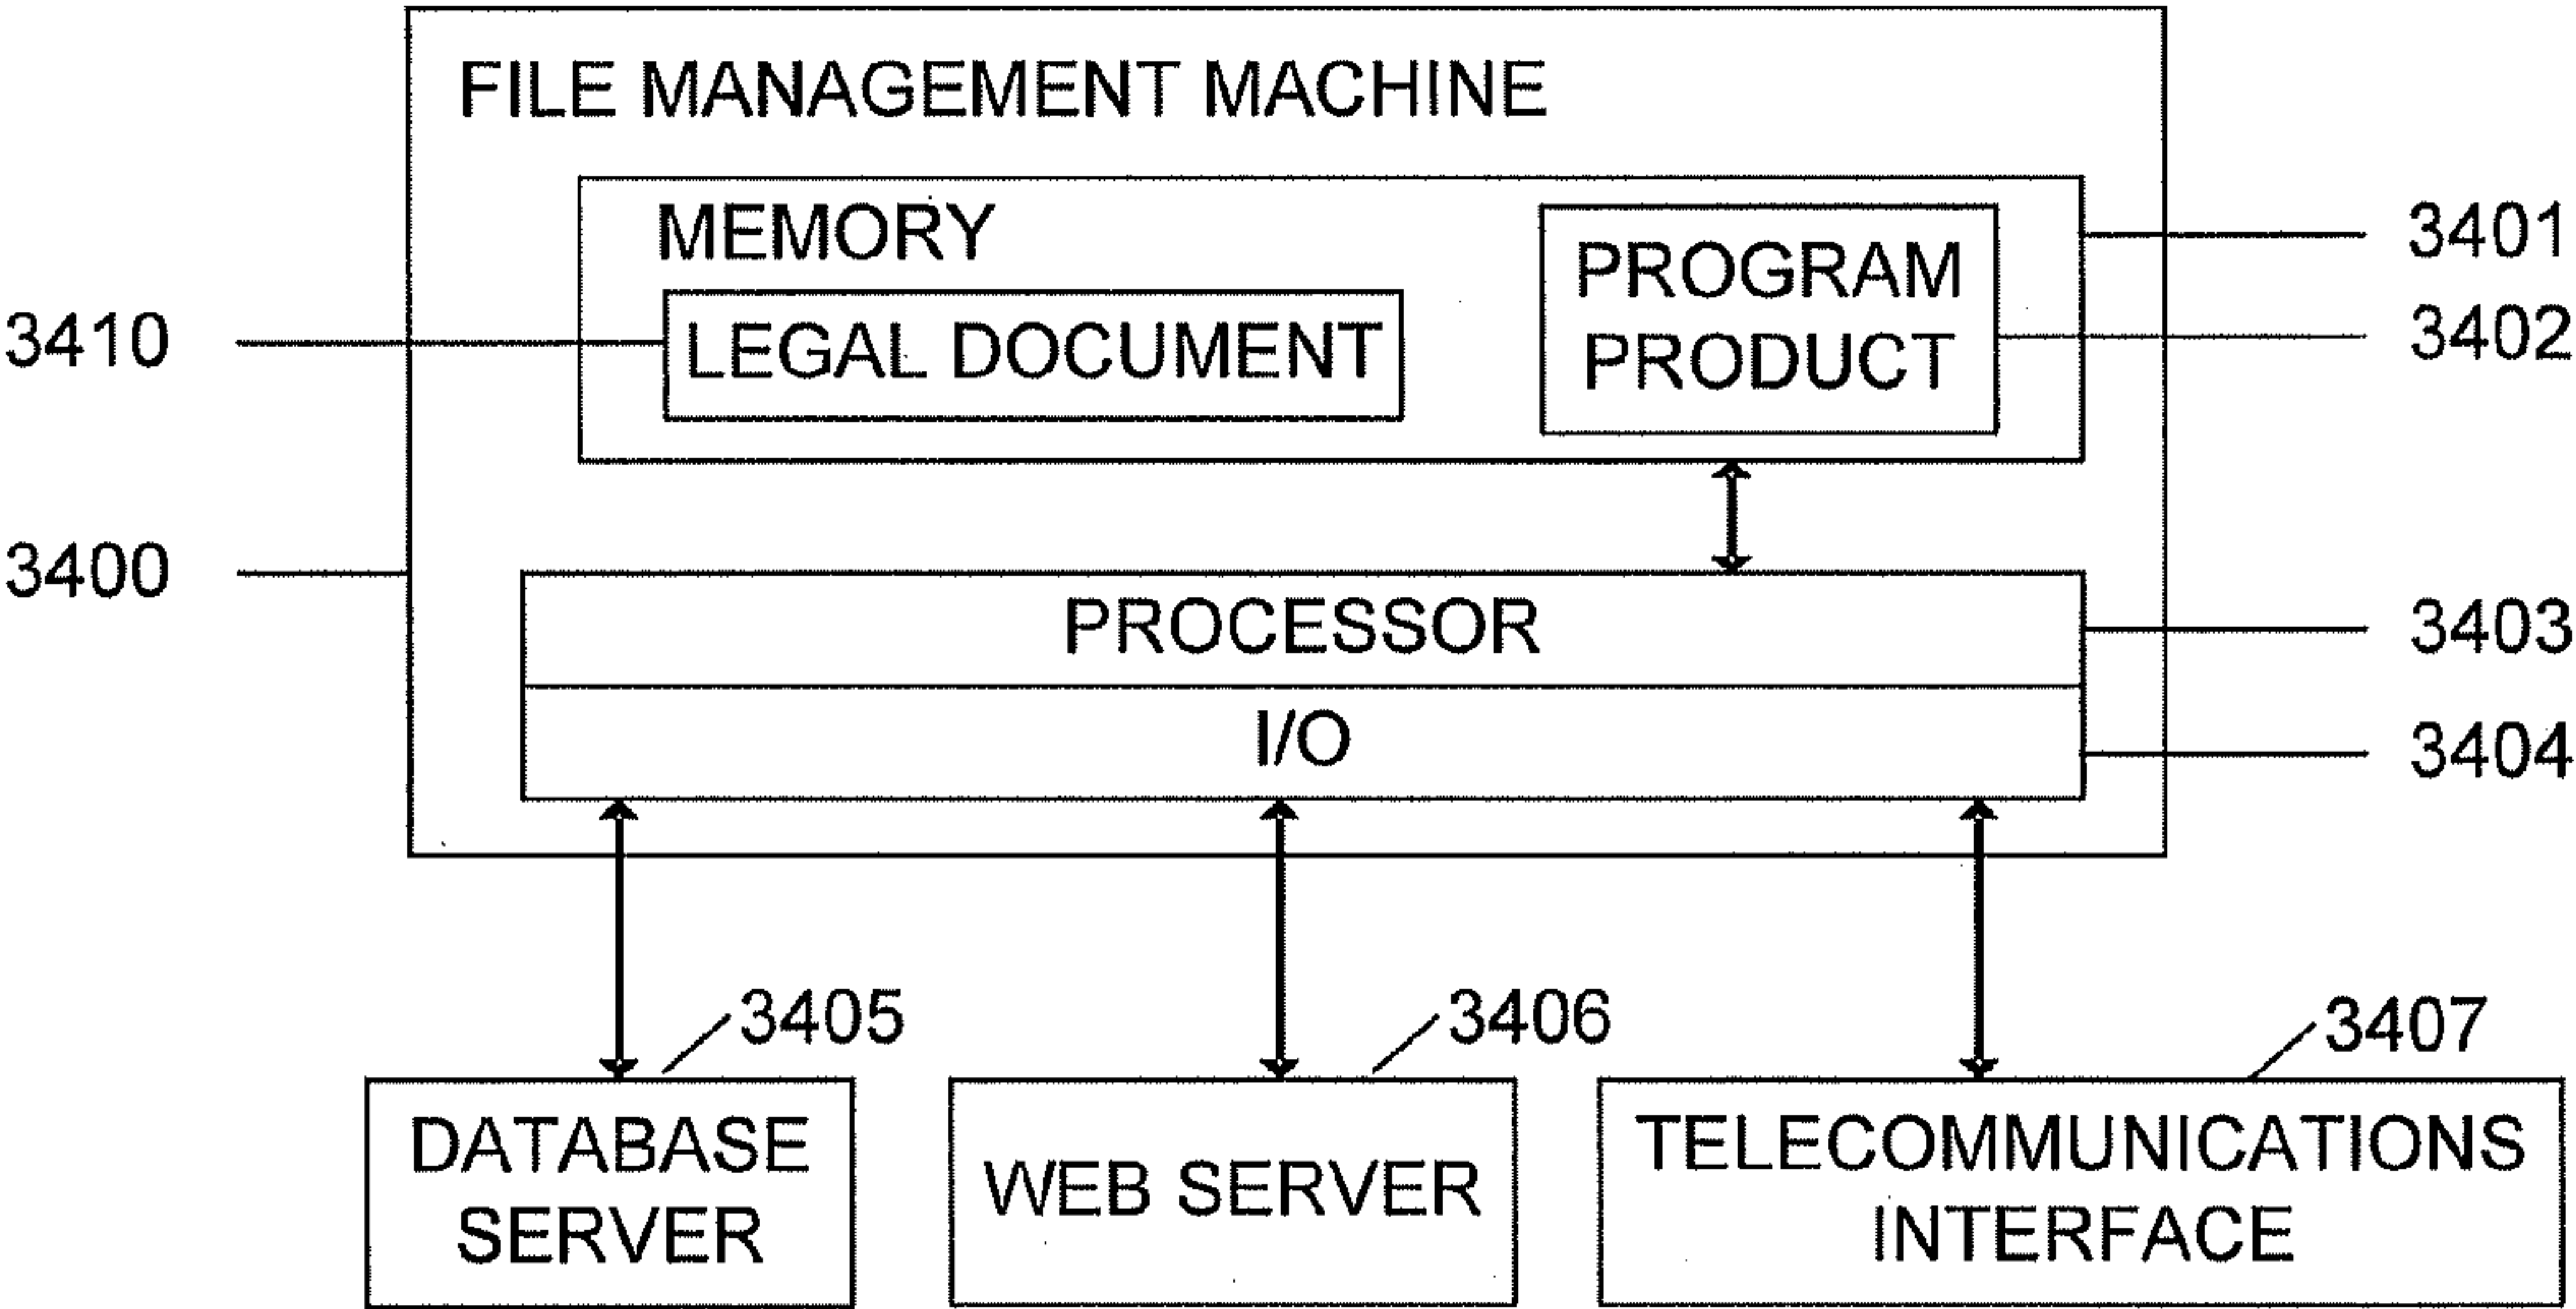 FILE MANAGEMENT MACHINE
MEMORY
3401
PROGRAM
PRODUCT
3402
3410
LEGAL DOCUMENT
3400
PROCESSOR
3403
I/O
3404
3405
3406
3407
DATABASE
SERVER
WEB SERVER
TELECOMMUNICATIONS
INTERFACE